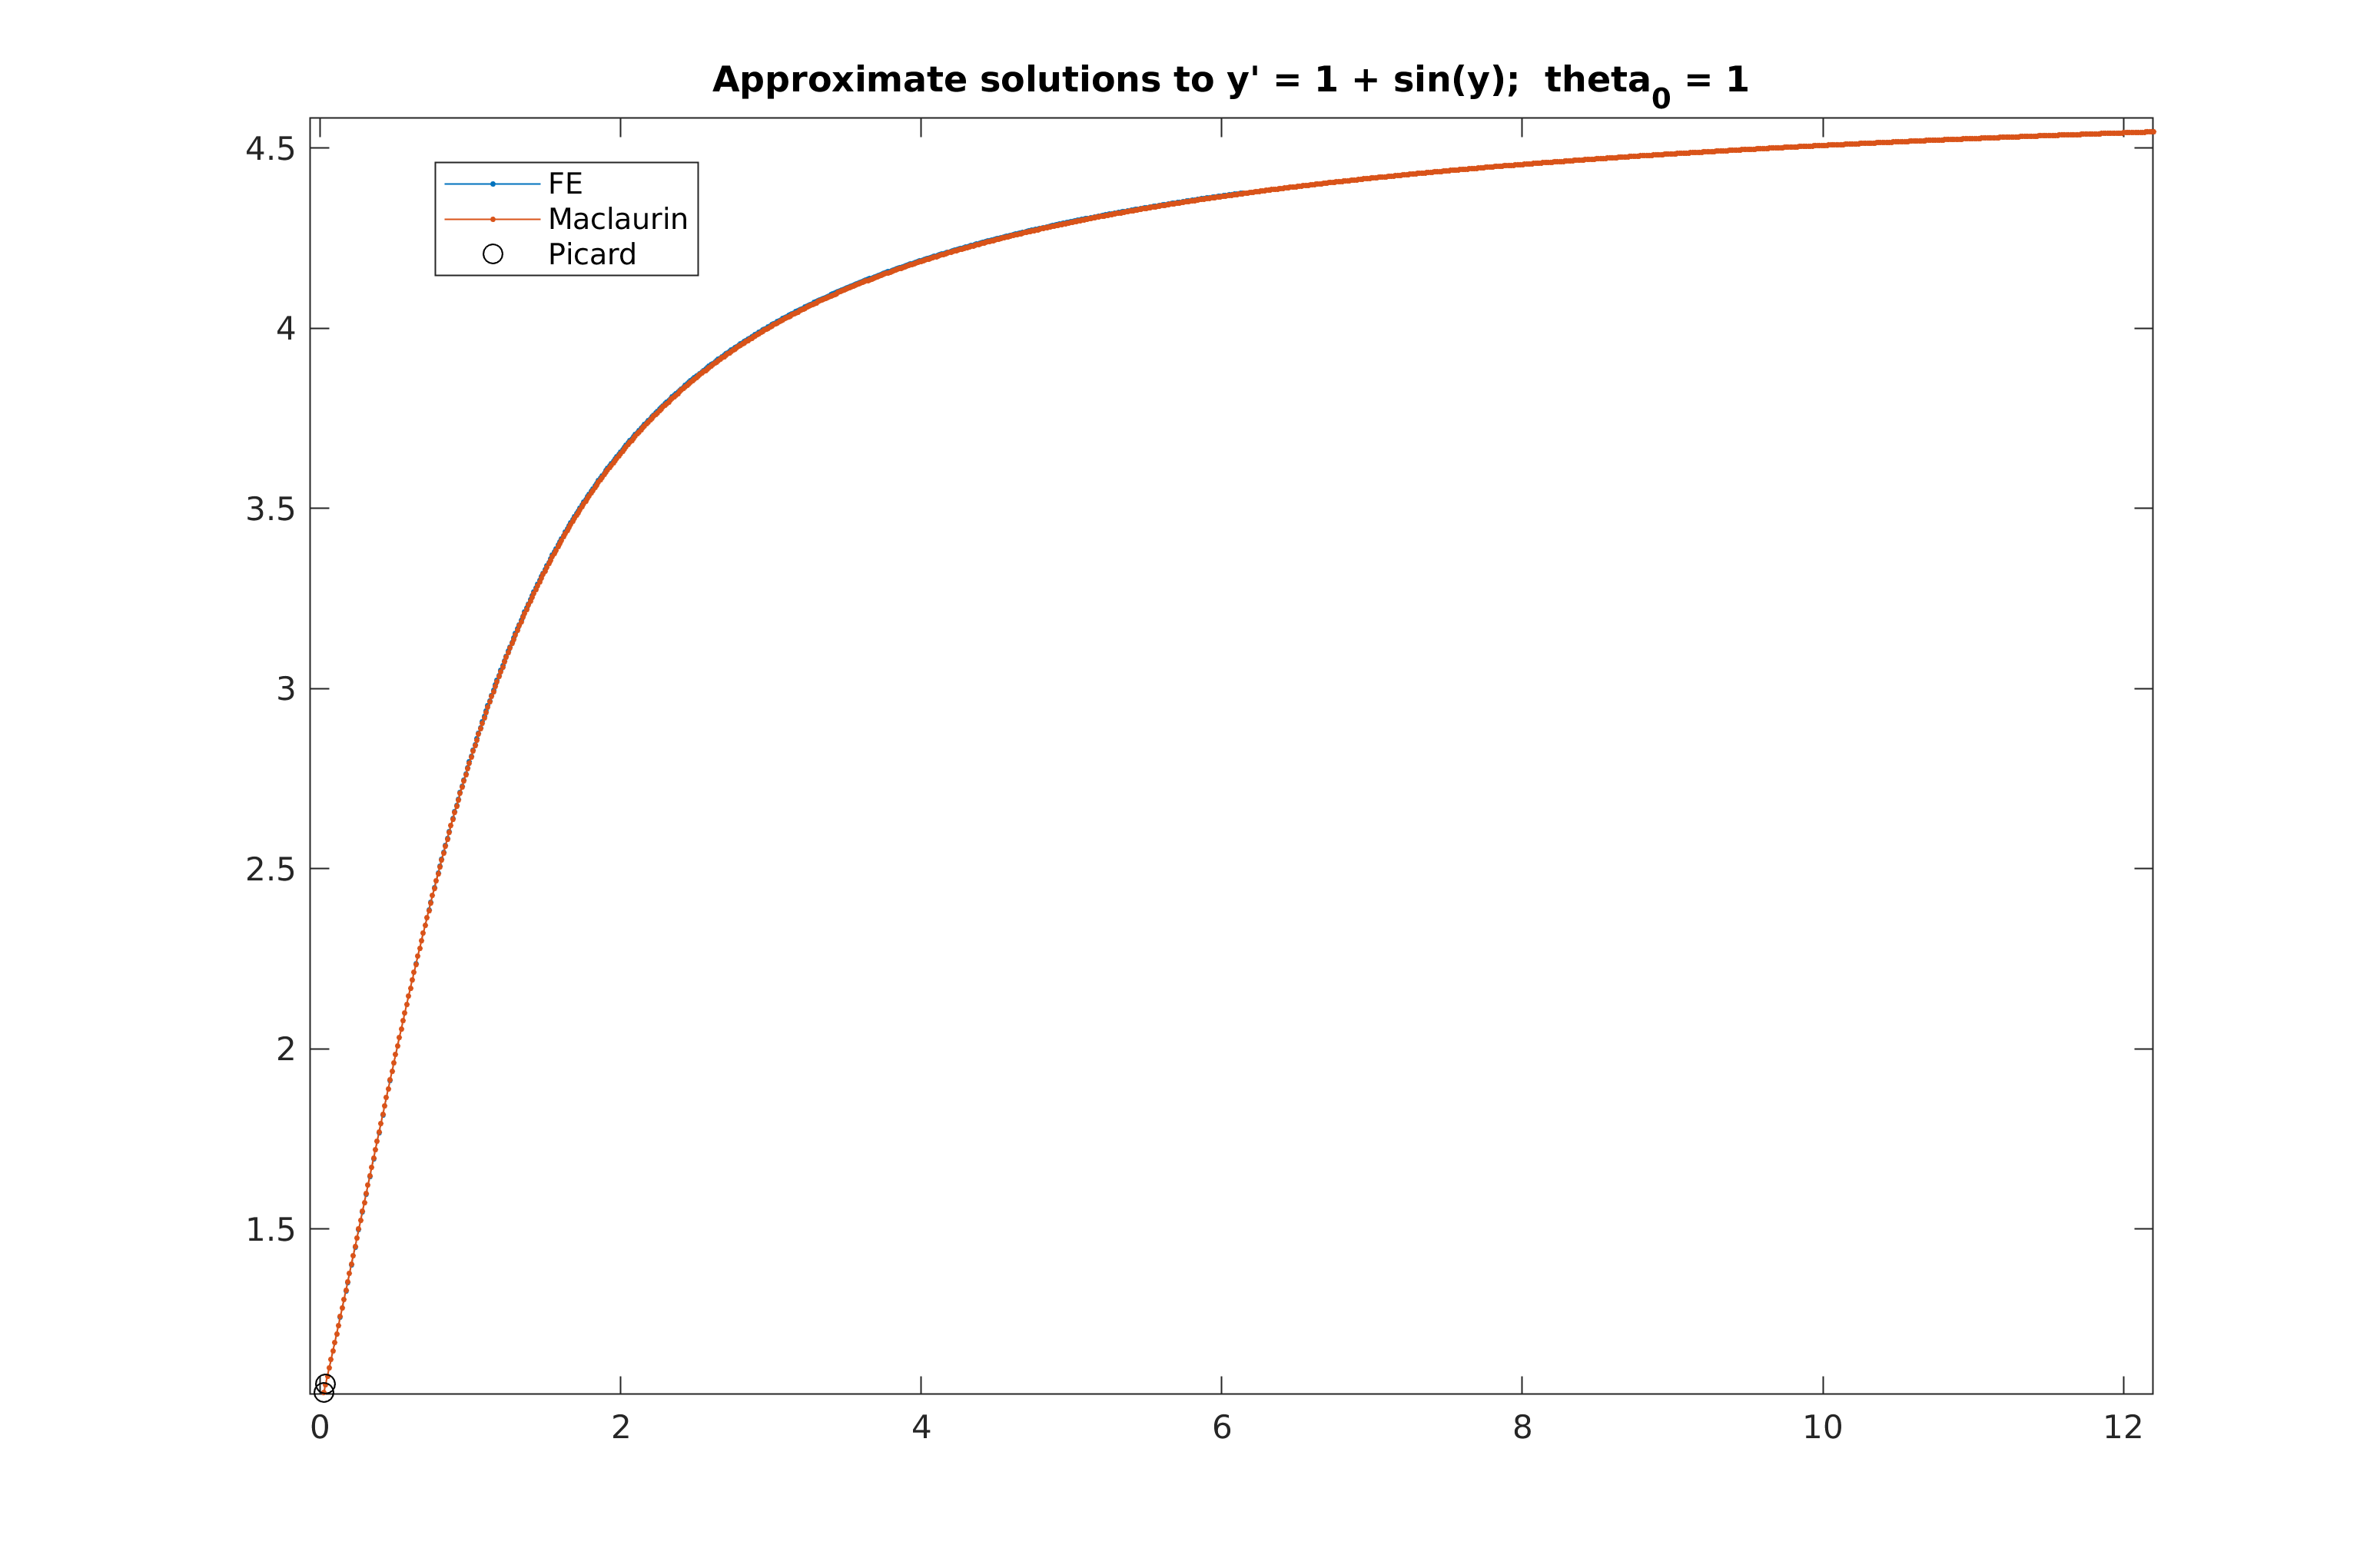 Approximate solutions to y' = 1 + sin(y); theta0 = 1
4.5
FE
Maclaurin
Picard
4
3.5
3
2.5
2
1.5
0 2 4 6 8 10 12